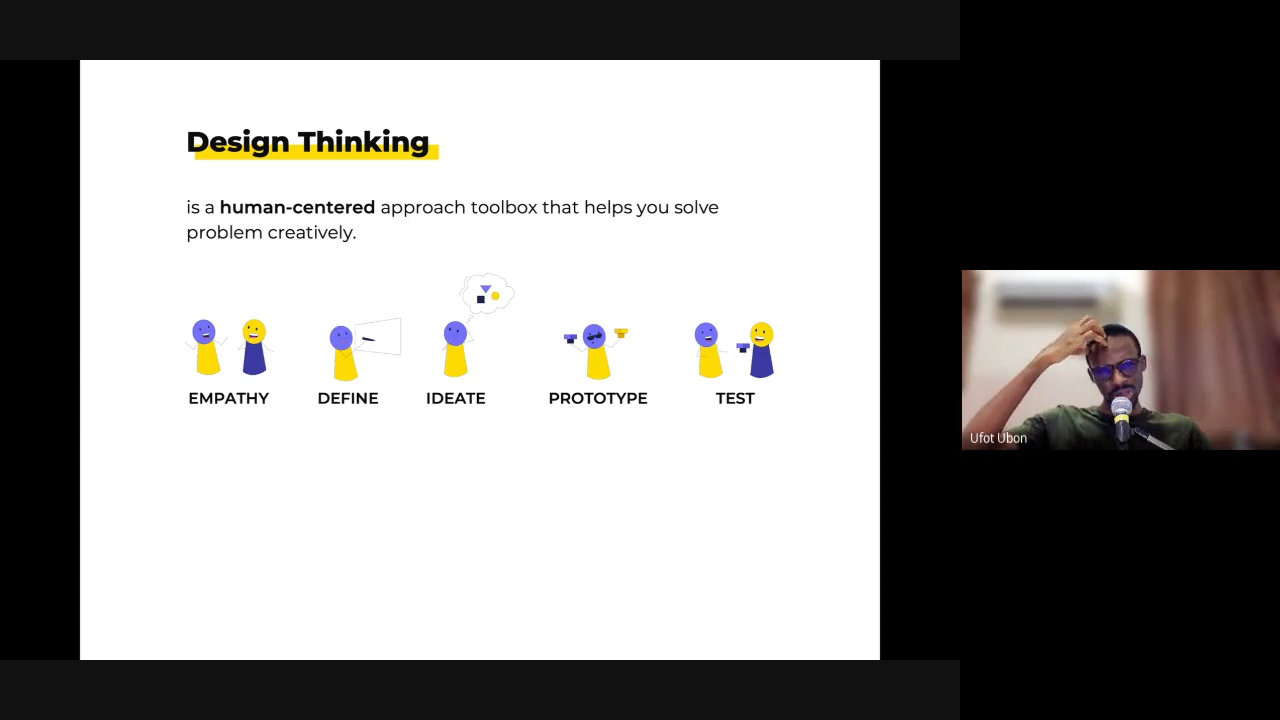 Design Thinking
is a human-centered approach toolbox that helps you solve
problem creatively.
EMPATHY DEFINE IDEATE PROTOTYPE TEST
Ufot Ubon